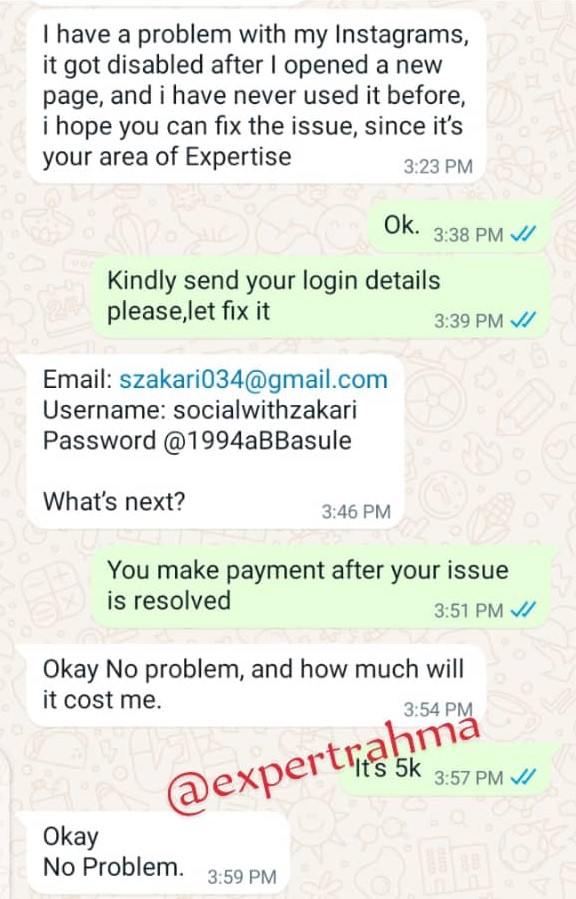 I have a problem with my Instagrams,
it got disabled after I opened a new
page, and i have never used it before,
i hope you can fix the issue, since it's
your area of Expertise
3:23 PM
Ok.
3:38 PM
Kindly send your login details
please,let fix it
3:39 PM
Email: szakari034@gmail.com
Username: socialwithzakari
Password @1994aBBasule
What's next?
3:46 PM
You make payment after your issue
is resolved
3:51 PM
Okay No problem, and how much will
it cost me.
3:54 PM
@expertrahma
It's 5k
3:57 PM
Okay
No Problem.
3:59 PM